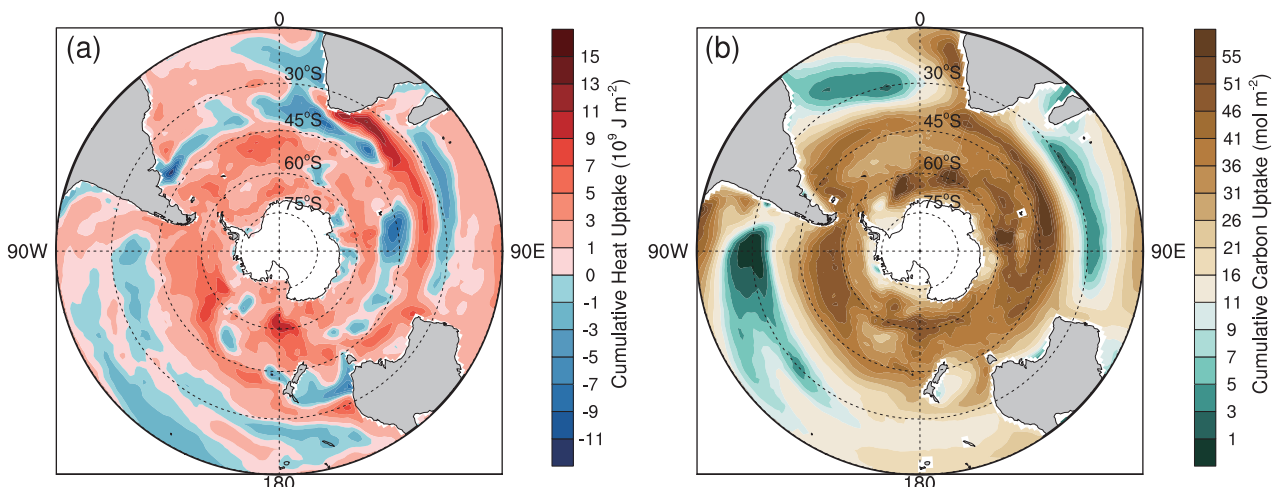 0
(a)
30°S
45°S
60°S
75°S
90W
90E
180
15
13
11
9
7
5
3
1
0
-1
-3
-5
-7
-9
-11
Cumulative Heat Uptake (10⁹ J m⁻²)
0
(b)
30°S
45°S
60°S
75°S
90W
90E
180
55
51
46
41
36
31
26
21
16
11
9
7
5
3
1
Cumulative Carbon Uptake (mol m⁻²)